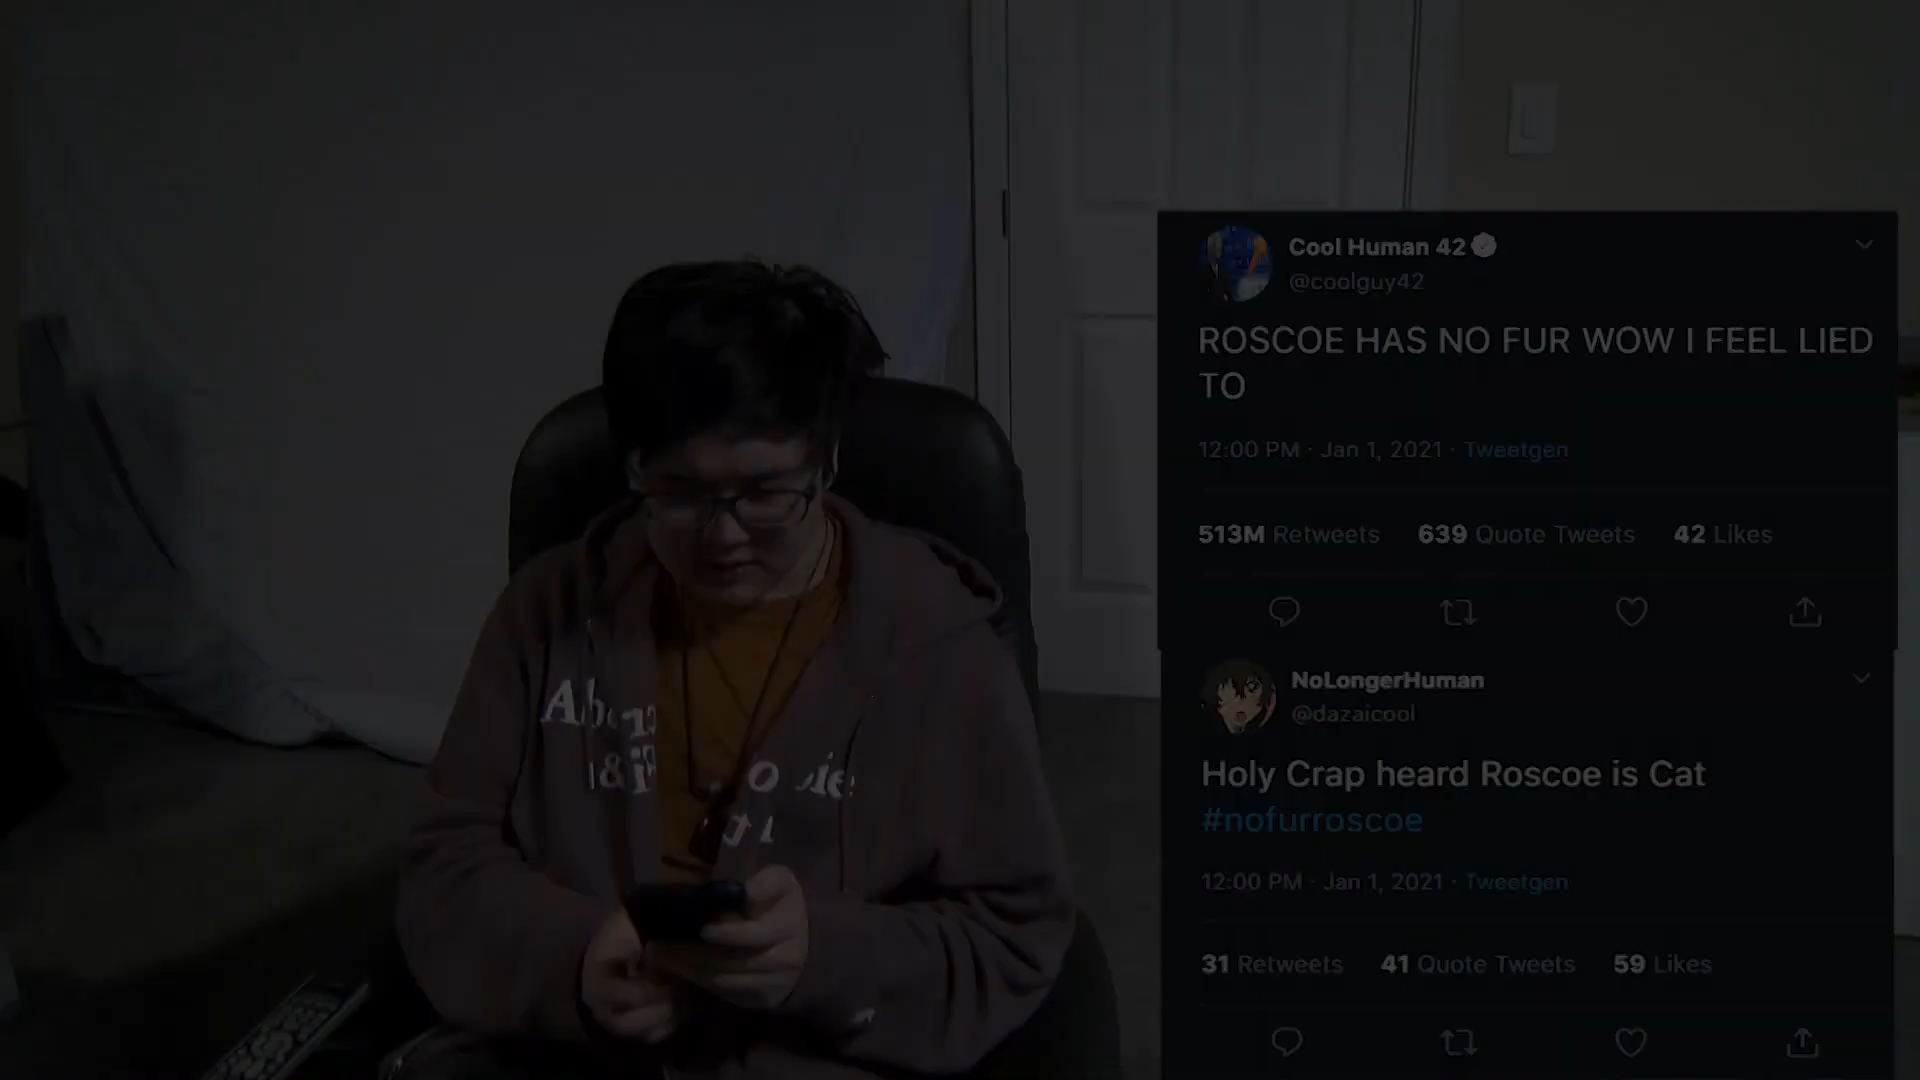 Cool Human 42
@coolguy42
ROSCOE HAS NO FUR WOW I FEEL LIED
TO
12:00 PM · Jan 1, 2021 · Tweetgen
513M Retweets 639 Quote Tweets 42 Likes
NoLongerHuman
@dazaicool
Holy Crap heard Roscoe is Cat
#nofurroscoe
12:00 PM · Jan 1, 2021 · Tweetgen
31 Retweets 41 Quote Tweets 59 Likes